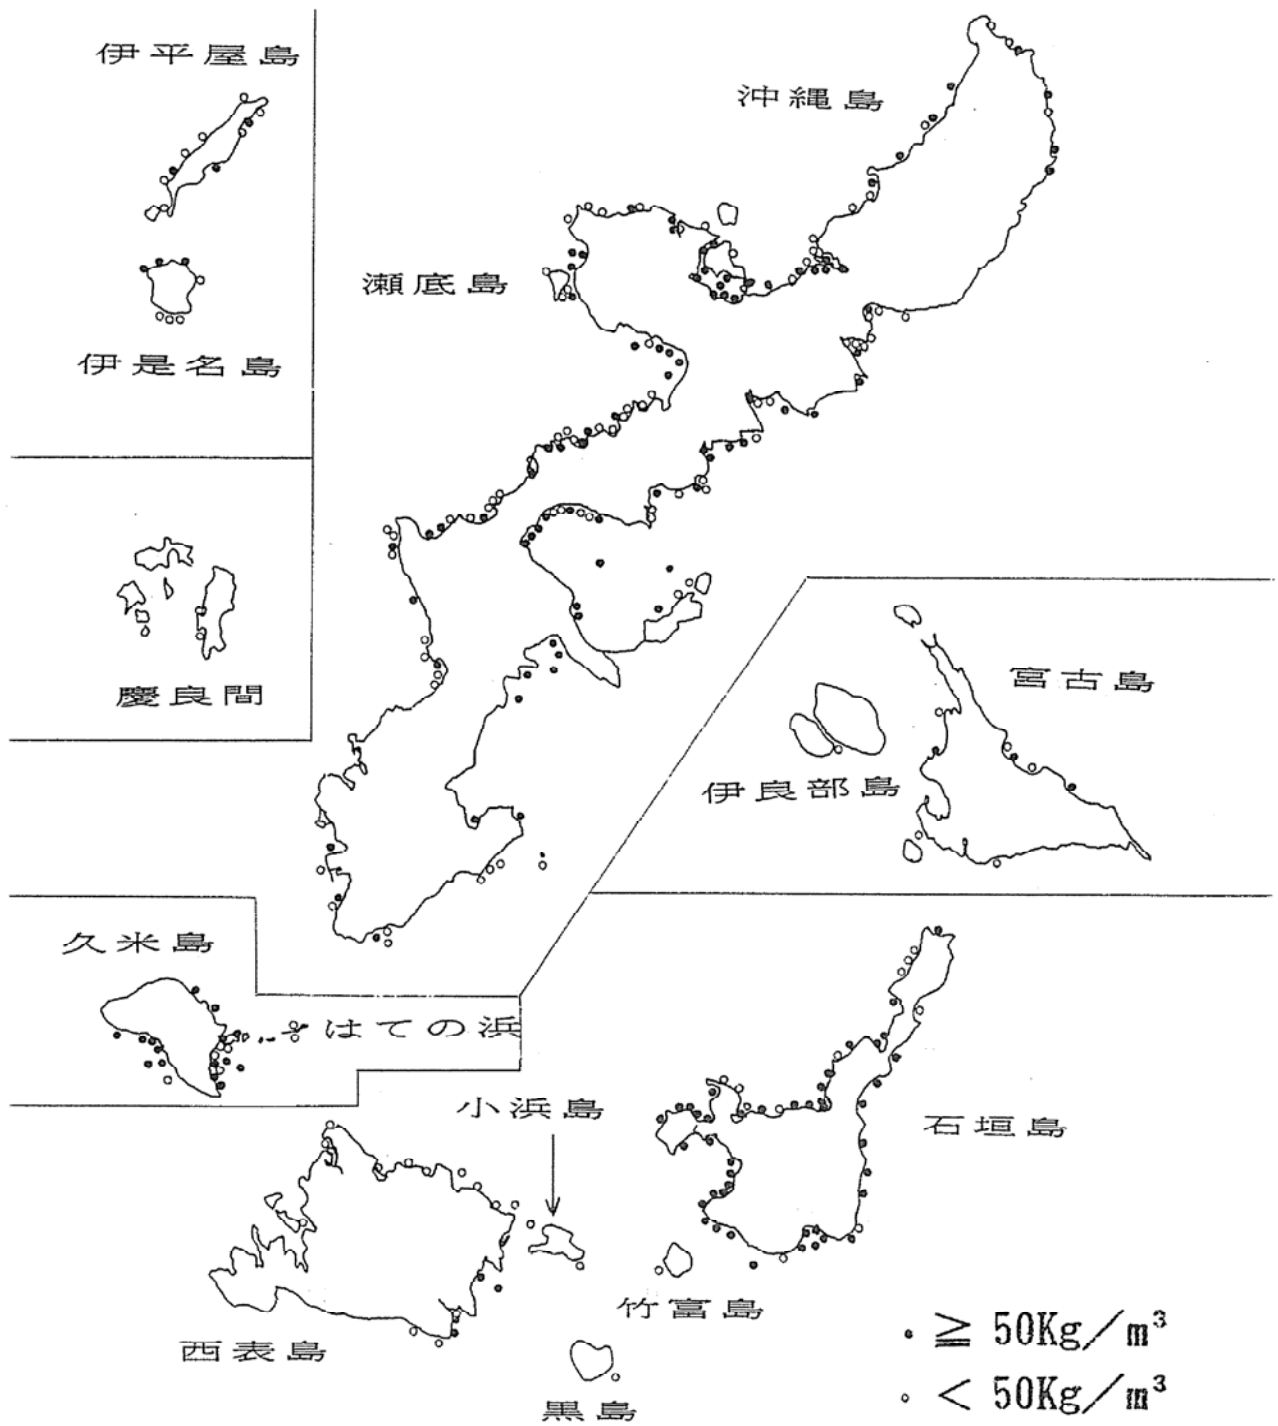 伊平屋島
沖縄島
瀬底島
伊是名島
慶良間
宮古島
伊良部島
久米島
はての浜
小浜島
石垣島
竹富島
西表島
黒島
• ≧ 50Kg/m³
○ < 50Kg/m³